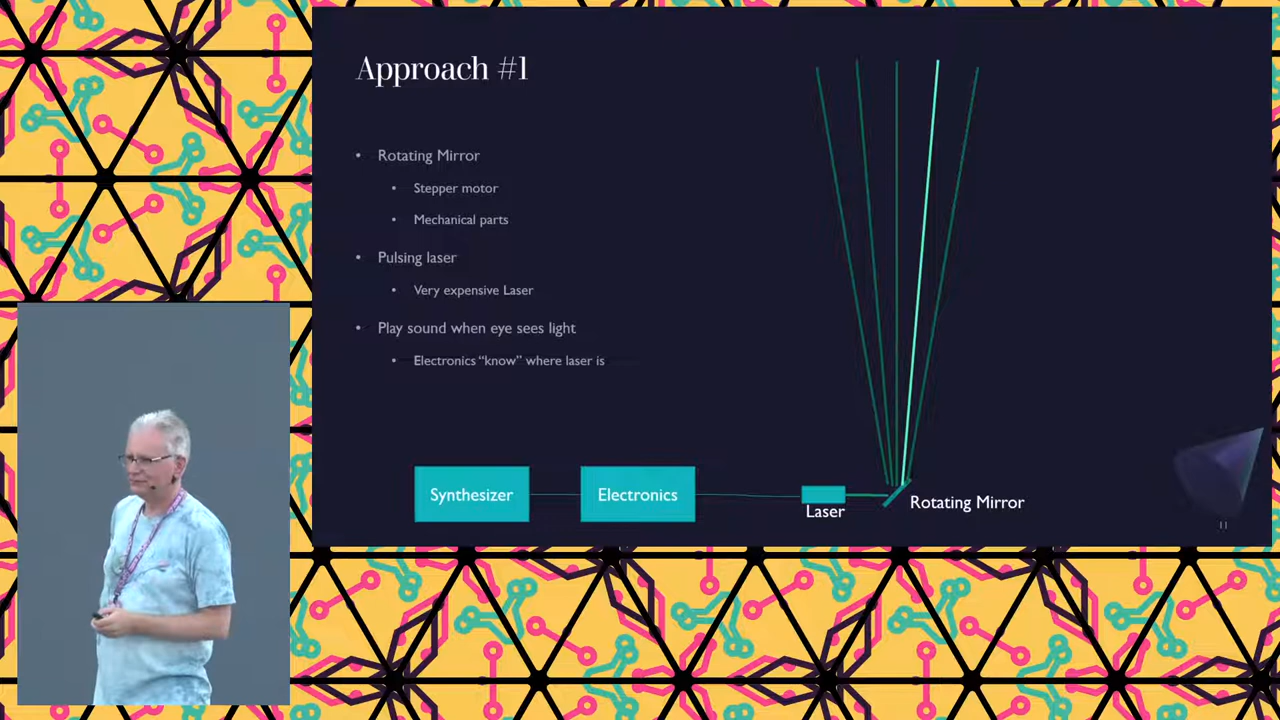 Approach #1
• Rotating Mirror
• Stepper motor
• Mechanical parts
• Pulsing laser
• Very expensive Laser
• Play sound when eye sees light
• Electronics “know” where laser is
Synthesizer
Electronics
Laser
Rotating Mirror
11